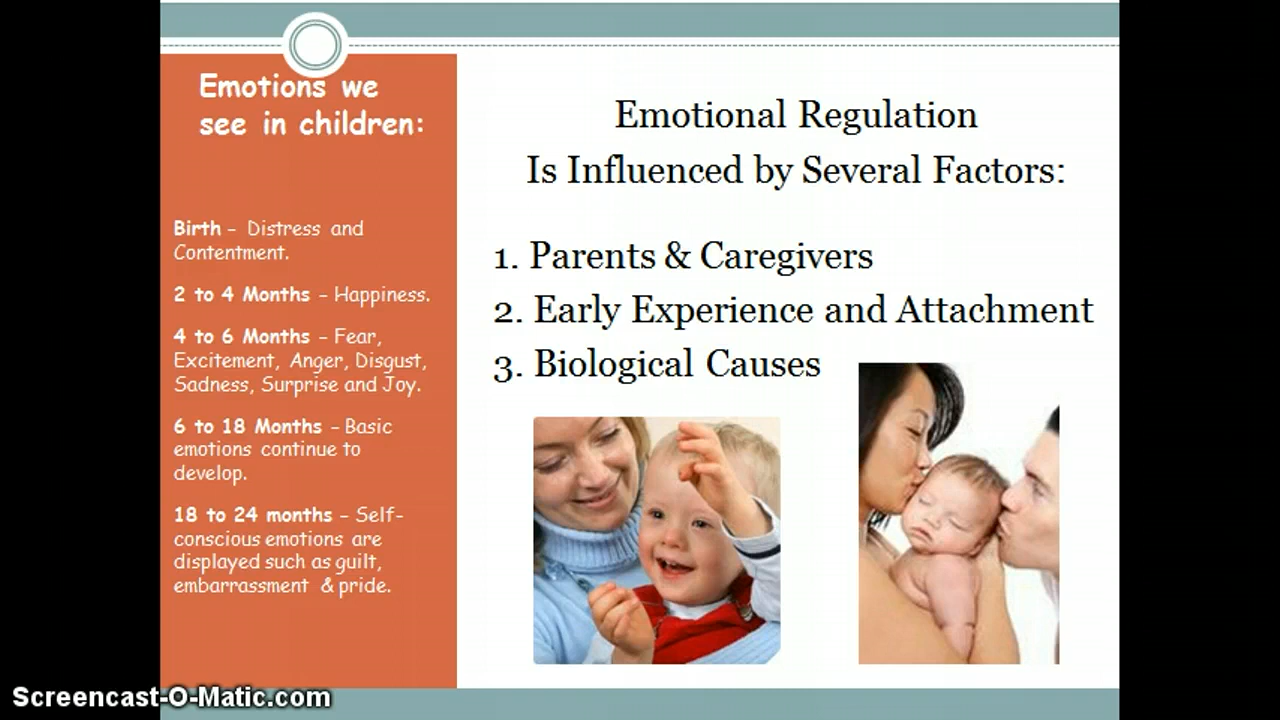 Emotions we
see in children:
Birth – Distress and
Contentment.
2 to 4 Months – Happiness.
4 to 6 Months – Fear,
Excitement, Anger, Disgust,
Sadness, Surprise and Joy.
6 to 18 Months – Basic
emotions continue to
develop.
18 to 24 months – Self-
conscious emotions are
displayed such as guilt,
embarrassment & pride.
Emotional Regulation
Is Influenced by Several Factors:
1. Parents & Caregivers
2. Early Experience and Attachment
3. Biological Causes
Screencast-O-Matic.com